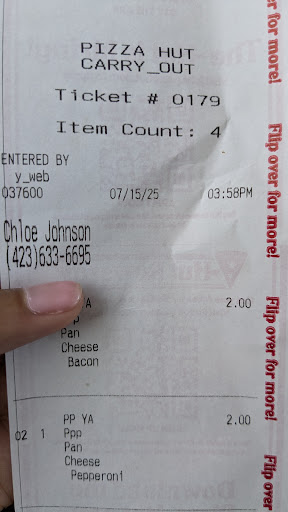 PIZZA HUT
CARRY_OUT
Ticket # 0179
Item Count: 4
ENTERED BY
y_web
037600 07/15/25 03:58PM
Chloe Johnson
(423)633-6695
YA 2.00
Pan
Cheese
Bacon
PP YA 2.00
02 1 Ppp
Pan
Cheese
Pepperoni
Flip over for more!
Flip over for more!
Flip over for more!
Flip over